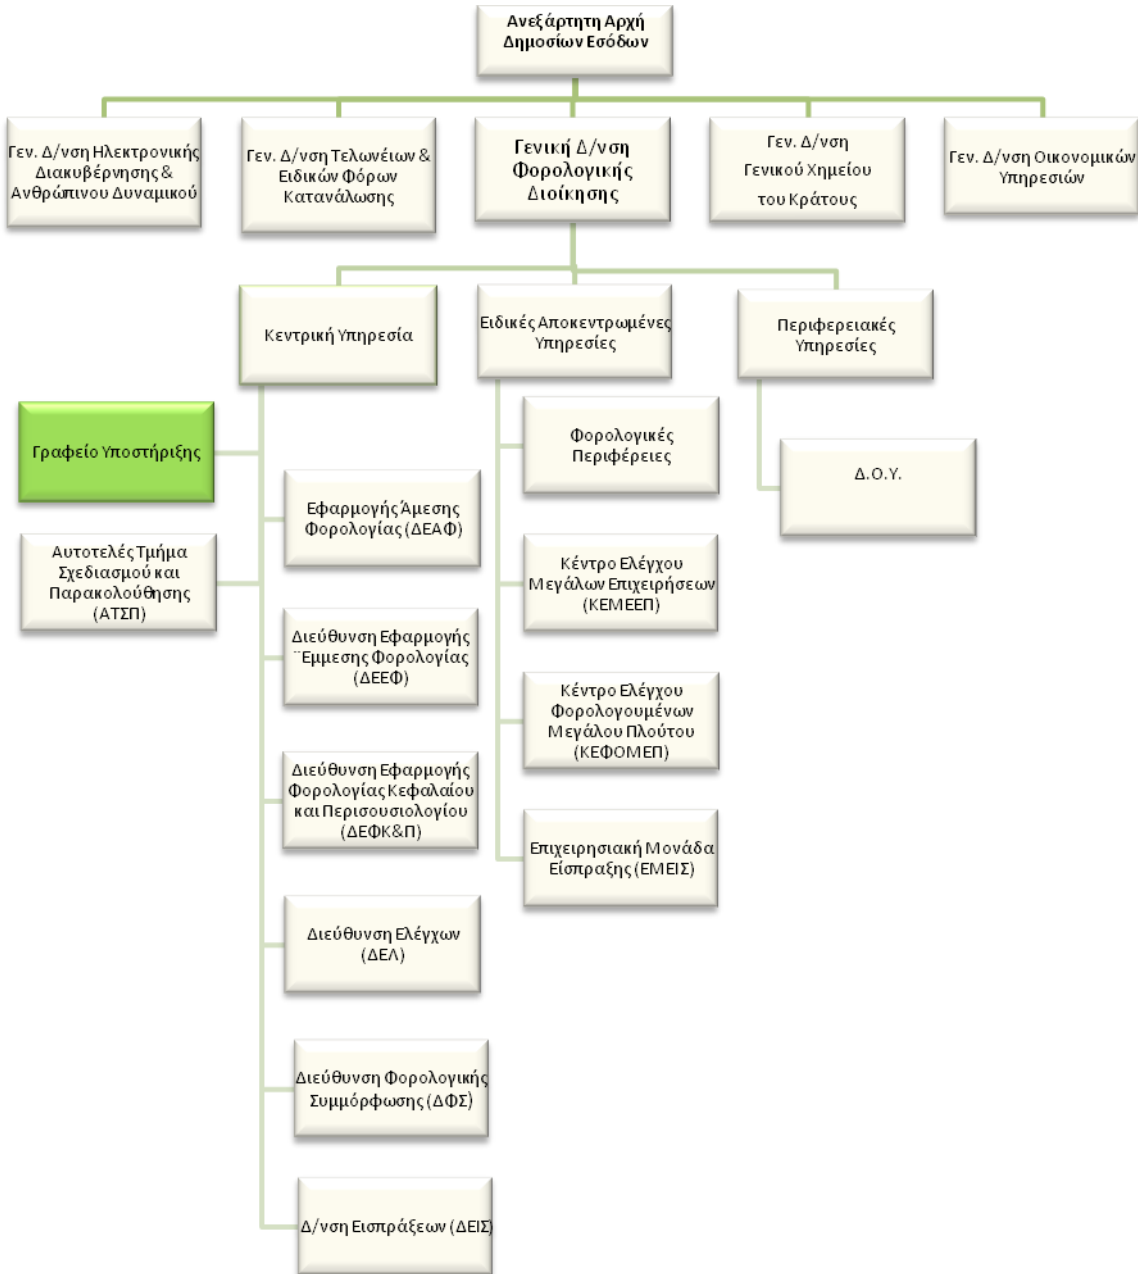 Ανεξάρτητη Αρχή
Δημοσίων Εσόδων
Γεν. Δ/νση Ηλεκτρονικής
Διακυβέρνησης &
Ανθρώπινου Δυναμικού
Γεν. Δ/νση Τελωνείων &
Ειδικών Φόρων
Κατανάλωσης
Γενική Δ/νση
Φορολογικής
Διοίκησης
Γεν. Δ/νση
Γενικού Χημείου
του Κράτους
Γεν. Δ/νση Οικονομικών
Υπηρεσιών
Κεντρική Υπηρεσία
Ειδικές Αποκεντρωμένες
Υπηρεσίες
Περιφερειακές
Υπηρεσίες
Γραφείο Υποστήριξης
Αυτοτελές Τμήμα
Σχεδιασμού και
Παρακολούθησης
(ΑΤΣΠ)
Εφαρμογής Άμεσης
Φορολογίας (ΔΕΑΦ)
Διεύθυνση Εφαρμογής
¨Εμμεσης Φορολογίας
(ΔΕΕΦ)
Διεύθυνση Εφαρμογής
Φορολογίας Κεφαλαίου
και Περισουσιολογίου
(ΔΕΦΚ&Π)
Διεύθυνση Ελέγχων
(ΔΕΛ)
Διεύθυνση Φορολογικής
Συμμόρφωσης (ΔΦΣ)
Δ/νση Εισπράξεων (ΔΕΙΣ)
Φορολογικές
Περιφέρειες
Κέντρο Ελέγχου
Μεγάλων Επιχειρήσεων
(ΚΕΜΕΕΠ)
Κέντρο Ελέγχου
Φορολογουμένων
Μεγάλου Πλούτου
(ΚΕΦΟΜΕΠ)
Επιχειρησιακή Μονάδα
Είσπραξης (ΕΜΕΙΣ)
Δ.Ο.Υ.